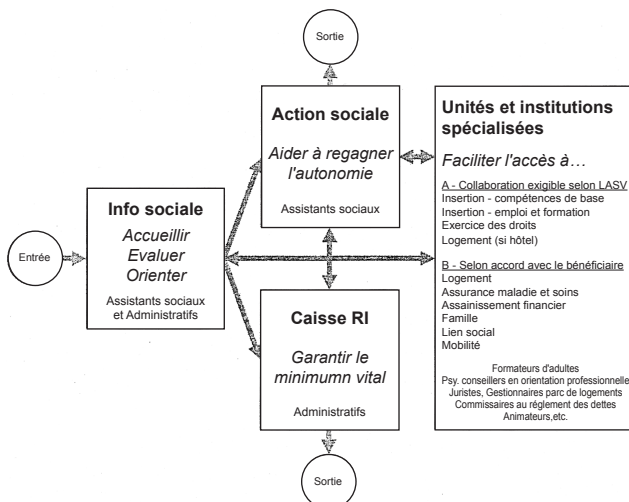 Sortie
Action sociale
Aider à regagner
l'autonomie
Assistants sociaux
Unités et institutions
spécialisées
Faciliter l'accès à…
A - Collaboration exigible selon LASV
Insertion - compétences de base
Insertion - emploi et formation
Exercice des droits
Logement (si hôtel)
B - Selon accord avec le bénéficiaire
Logement
Assurance maladie et soins
Assainissement financier
Famille
Lien social
Mobilité
Formateurs d'adultes
Psy. conseillers en orientation professionnelle
Juristes, Gestionnaires parc de logements
Commissaires au réglement des dettes
Animateurs,etc.
Entrée
Info sociale
Accueillir
Evaluer
Orienter
Assistants sociaux
et Administratifs
Caisse RI
Garantir le
minimumn vital
Administratifs
Sortie